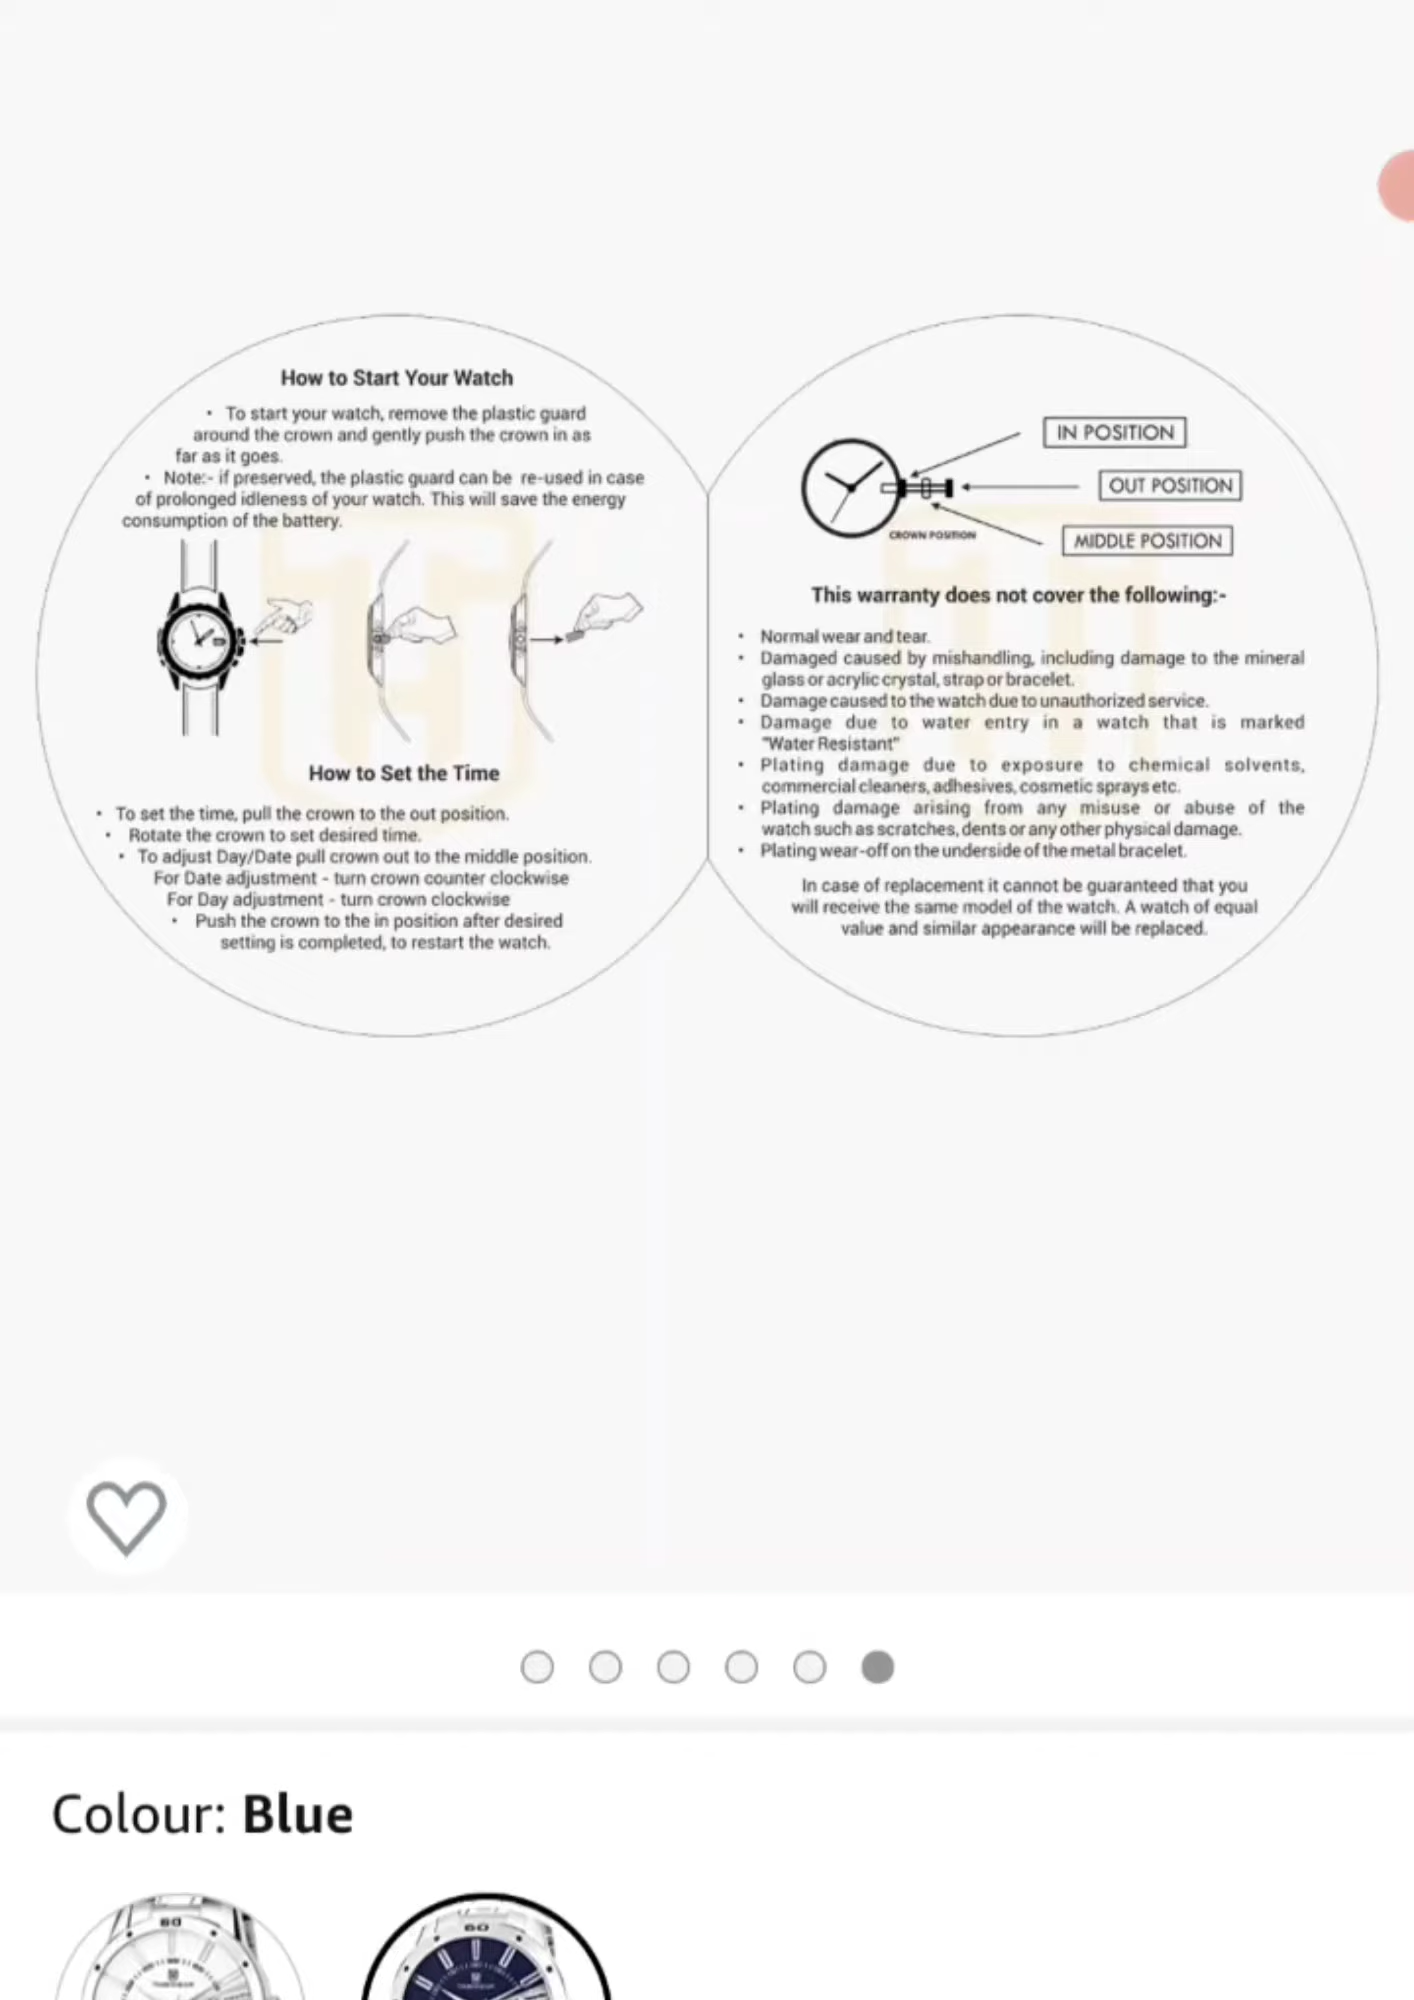 How to Start Your Watch
• To start your watch, remove the plastic guard
around the crown and gently push the crown in as
far as it goes.
• Note:- if preserved, the plastic guard can be re-used in case
of prolonged idleness of your watch. This will save the energy
consumption of the battery.
How to Set the Time
• To set the time, pull the crown to the out position.
• Rotate the crown to set desired time.
• To adjust Day/Date pull crown out to the middle position.
For Date adjustment - turn crown counter clockwise
For Day adjustment - turn crown clockwise
• Push the crown to the in position after desired
setting is completed, to restart the watch.
IN POSITION
OUT POSITION
MIDDLE POSITION
CROWN POSITION
This warranty does not cover the following:-
• Normal wear and tear.
• Damaged caused by mishandling, including damage to the mineral
glass or acrylic crystal, strap or bracelet.
• Damage caused to the watch due to unauthorized service.
• Damage due to water entry in a watch that is marked
"Water Resistant"
• Plating damage due to exposure to chemical solvents,
commercial cleaners, adhesives, cosmetic sprays etc.
• Plating damage arising from any misuse or abuse of the
watch such as scratches, dents or any other physical damage.
• Plating wear-off on the underside of the metal bracelet.
In case of replacement it cannot be guaranteed that you
will receive the same model of the watch. A watch of equal
value and similar appearance will be replaced.
Colour: Blue
60
60